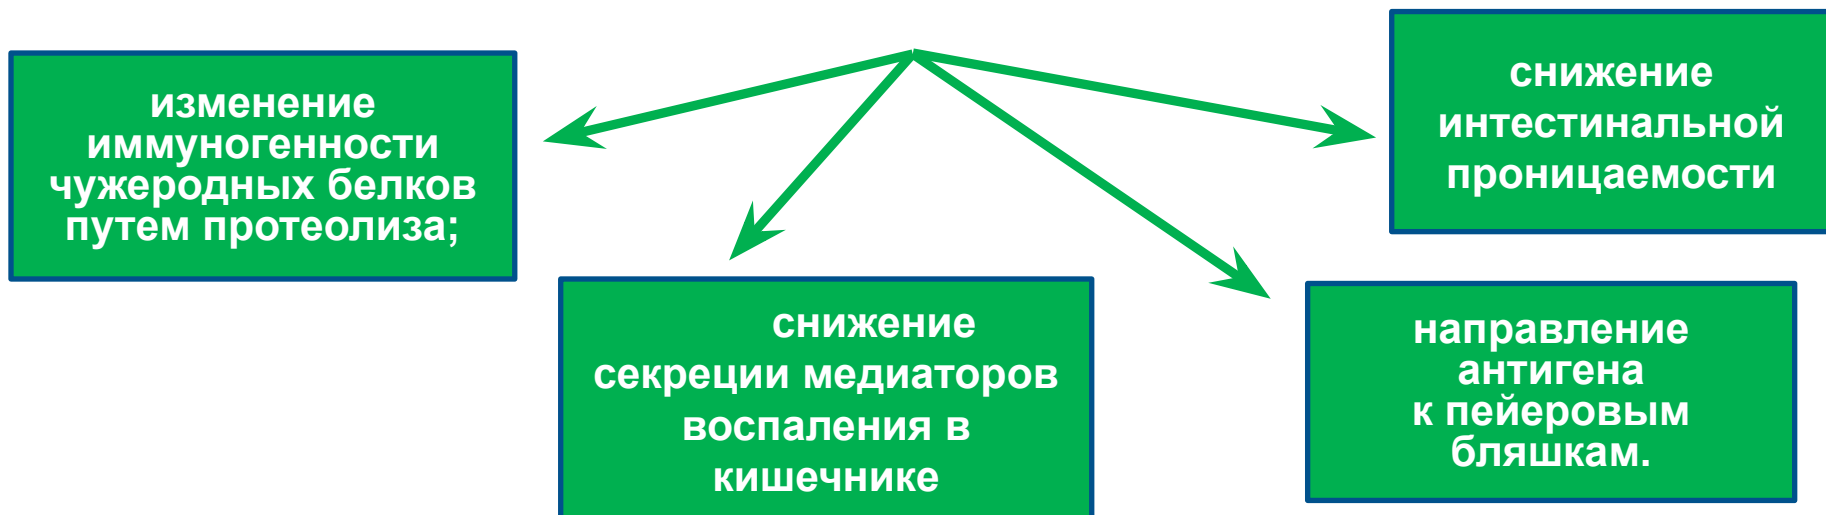 изменение
иммуногенности
чужеродных белков
путем протеолиза;
снижение
секреции медиаторов
воспаления в
кишечнике
направление
антигена
к пейеровым
бляшкам.
снижение
интестинальной
проницаемости